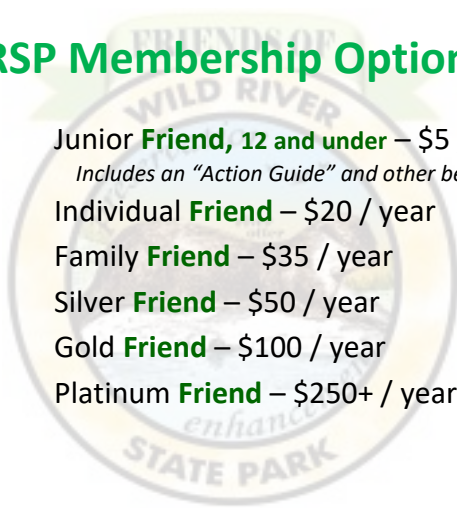 FRIENDS OF
RSP Membership Option
WILD RIVER
Junior Friend, 12 and under – $5
Includes an “Action Guide” and other be
Individual Friend – $20 / year
Family Friend – $35 / year
Silver Friend – $50 / year
Gold Friend – $100 / year
Platinum Friend – $250+ / year
STATE PARK